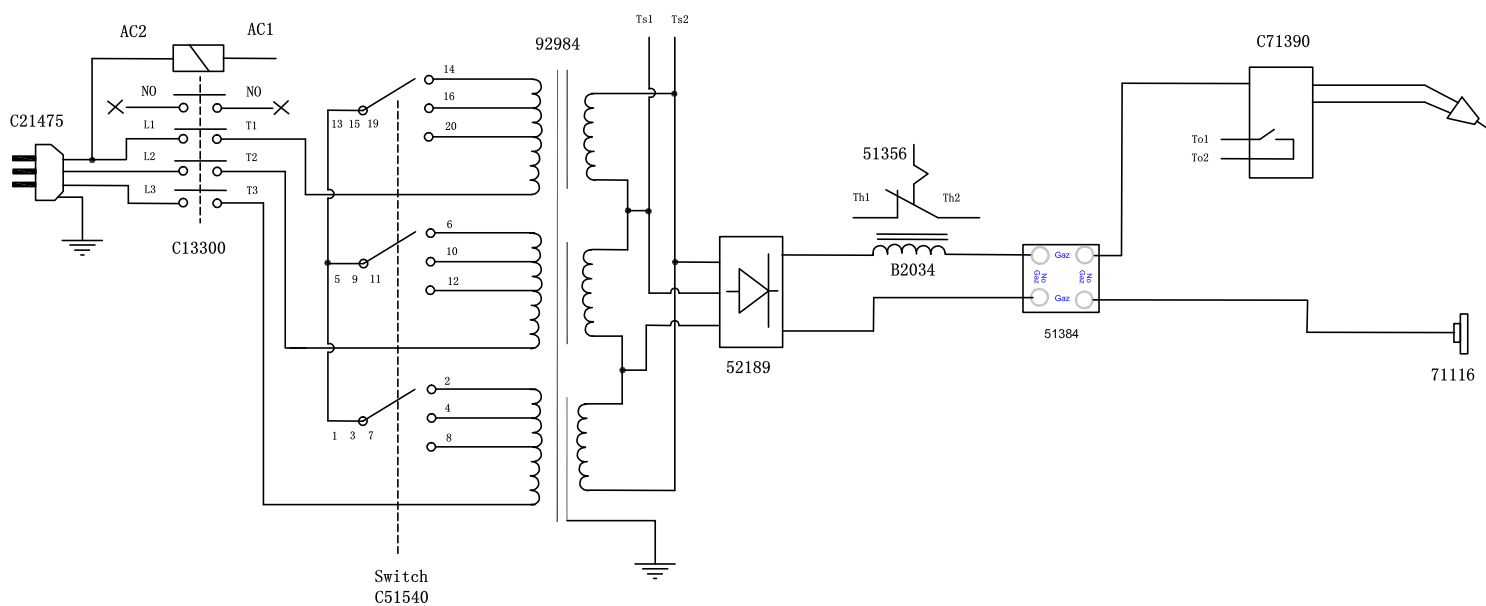 AC2
AC1
NO
NO
C21475
L1
T1
L2
T2
L3
T3
C13300
13 15 19
14
16
20
5 9 11
6
10
12
1 3 7
2
4
8
Switch
C51540
92984
Ts1 Ts2
52189
51356
Th1
Th2
B2034
Gaz
No
Gaz
No
Gaz
Gaz
51384
C71390
To1
To2
71116